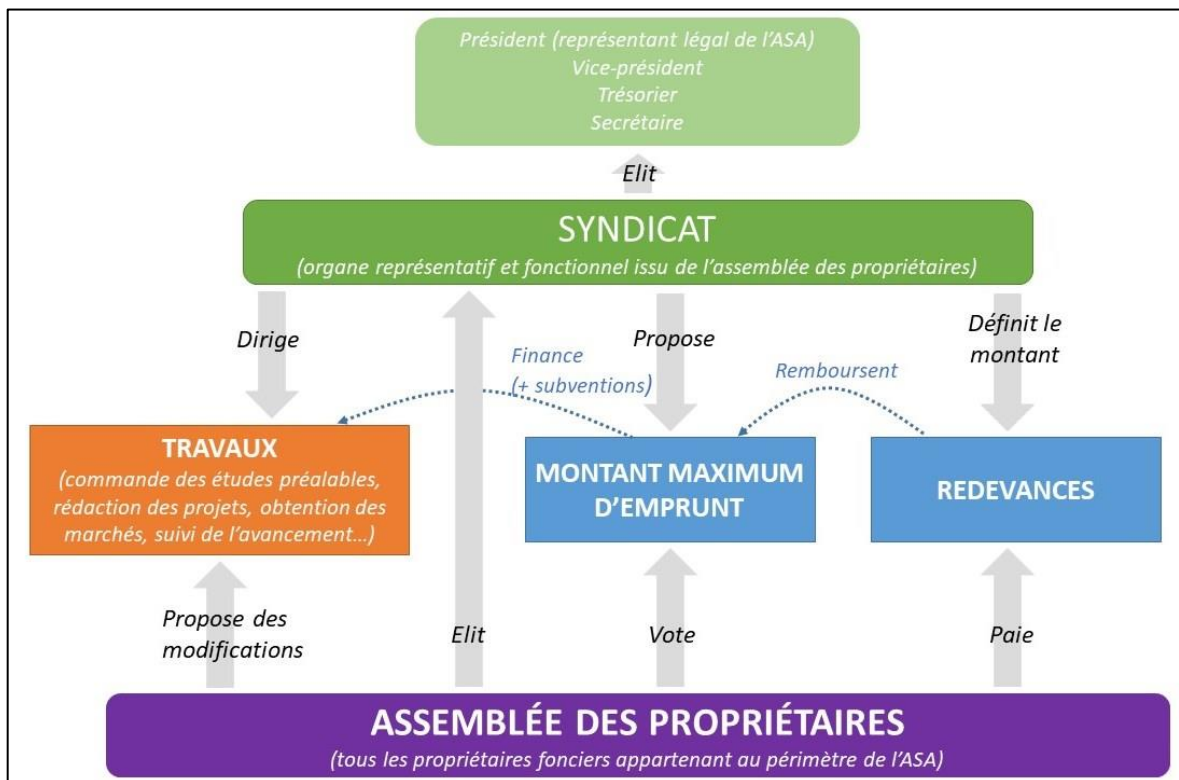 Président (représentant légal de l'ASA)
Vice-président
Trésorier
Secrétaire
Elit
SYNDICAT
(organe représentatif et fonctionnel issu de l'assemblée des propriétaires)
Dirige
Propose
Définit le
montant
Finance
(+ subventions)
Remboursent
TRAVAUX
(commande des études préalables,
rédaction des projets, obtention des
marchés, suivi de l'avancement...)
MONTANT MAXIMUM
D'EMPRUNT
REDEVANCES
Propose des
modifications
Elit
Vote
Paie
ASSEMBLÉE DES PROPRIÉTAIRES
(tous les propriétaires fonciers appartenant au périmètre de l'ASA)